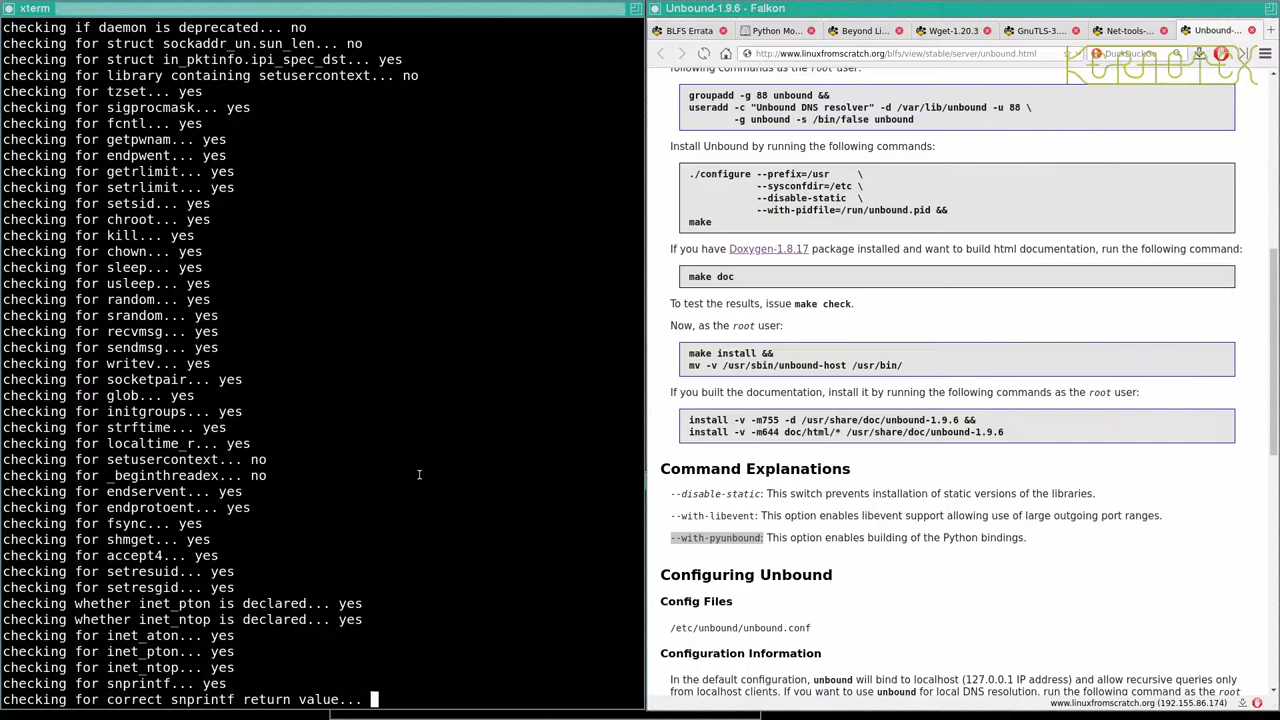 xterm
checking if daemon is deprecated... no
checking for struct sockaddr_un.sun_len... no
checking for struct in_pktinfo.ipi_spec_dst... yes
checking for library containing setusercontext... no
checking for tzset... yes
checking for sigprocmask... yes
checking for fcntl... yes
checking for getpwnam... yes
checking for endpwent... yes
checking for getrlimit... yes
checking for setrlimit... yes
checking for setsid... yes
checking for chroot... yes
checking for kill... yes
checking for chown... yes
checking for sleep... yes
checking for usleep... yes
checking for random... yes
checking for srandom... yes
checking for recvmsg... yes
checking for sendmsg... yes
checking for writev... yes
checking for socketpair... yes
checking for glob... yes
checking for initgroups... yes
checking for strftime... yes
checking for localtime_r... yes
checking for setusercontext... no
checking for _beginthreadex... no
checking for endservent... yes
checking for endprotoent... yes
checking for fsync... yes
checking for shmget... yes
checking for accept4... yes
checking for setresuid... yes
checking for setresgid... yes
checking whether inet_pton is declared... yes
checking whether inet_ntop is declared... yes
checking for inet_aton... yes
checking for inet_pton... yes
checking for inet_ntop... yes
checking for snprintf... yes
checking for correct snprintf return value...
Unbound-1.9.6 - Falkon
BLFS Errata
Python Mo...
Beyond Li...
Wget-1.20.3
GnuTLS-3....
Net-tools-...
Unbound-...
http://www.linuxfromscratch.org/blfs/view/stable/server/unbound.html
DuckDuckGo
KERNOTEX
following commands as the root user:
groupadd -g 88 unbound &&
useradd -c "Unbound DNS resolver" -d /var/lib/unbound -u 88 \
-g unbound -s /bin/false unbound
Install Unbound by running the following commands:
./configure --prefix=/usr \
--sysconfdir=/etc \
--disable-static \
--with-pidfile=/run/unbound.pid &&
make
If you have Doxygen-1.8.17 package installed and want to build html documentation, run the following command:
make doc
To test the results, issue make check.
Now, as the root user:
make install &&
mv -v /usr/sbin/unbound-host /usr/bin/
If you built the documentation, install it by running the following commands as the root user:
install -v -m755 -d /usr/share/doc/unbound-1.9.6 &&
install -v -m644 doc/html/* /usr/share/doc/unbound-1.9.6
Command Explanations
--disable-static: This switch prevents installation of static versions of the libraries.
--with-libevent: This option enables libevent support allowing use of large outgoing port ranges.
--with-pyunbound: This option enables building of the Python bindings.
Configuring Unbound
Config Files
/etc/unbound/unbound.conf
Configuration Information
In the default configuration, unbound will bind to localhost (127.0.0.1 IP address) and allow recursive queries only
from localhost clients. If you want to use unbound for local DNS resolution, run the following command as the root
www.linuxfromscratch.org (192.155.86.174)